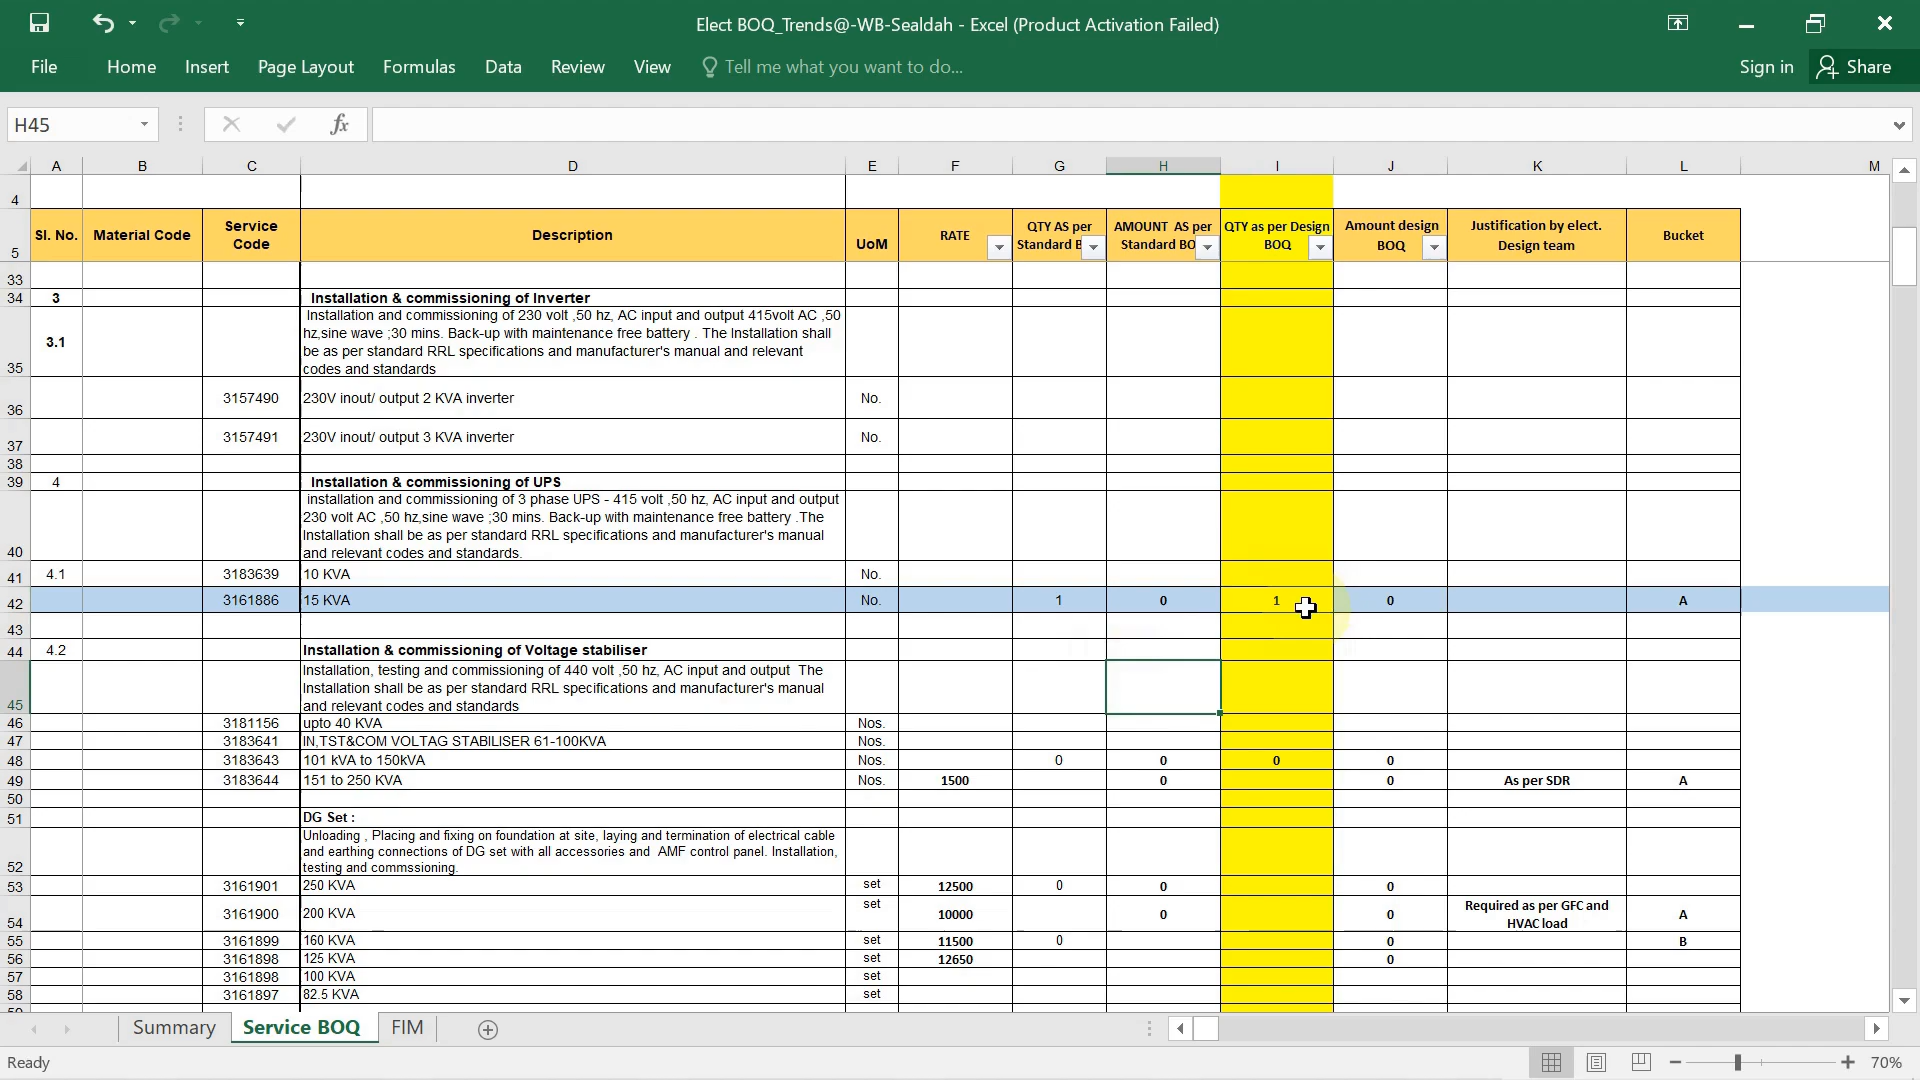 Elect BOQ_Trends@-WB-Sealdah - Excel (Product Activation Failed)
File Home Insert Page Layout Formulas Data Review View Tell me what you want to do... Sign in Share
H45 fx
A B C D E F G H I J K L M
4
5 Sl. No. Material Code Service Code Description UoM RATE QTY AS per Standard B AMOUNT AS per Standard BO QTY as per Design BOQ Amount design BOQ Justification by elect. Design team Bucket
33
34 3 Installation & commissioning of Inverter
35 3.1 Installation and commissioning of 230 volt ,50 hz, AC input and output 415volt AC ,50
hz,sine wave ;30 mins. Back-up with maintenance free battery . The Installation shall
be as per standard RRL specifications and manufacturer's manual and relevant
codes and standards
36 3157490 230V inout/ output 2 KVA inverter No.
37 3157491 230V inout/ output 3 KVA inverter No.
38
39 4 Installation & commissioning of UPS
40 installation and commissioning of 3 phase UPS - 415 volt ,50 hz, AC input and output
230 volt AC ,50 hz,sine wave ;30 mins. Back-up with maintenance free battery .The
Installation shall be as per standard RRL specifications and manufacturer's manual
and relevant codes and standards.
41 4.1 3183639 10 KVA No.
42 3161886 15 KVA No. 1 0 1 0 A
43
44 4.2 Installation & commissioning of Voltage stabiliser
45 Installation, testing and commissioning of 440 volt ,50 hz, AC input and output The
Installation shall be as per standard RRL specifications and manufacturer's manual
and relevant codes and standards
46 3181156 upto 40 KVA Nos.
47 3183641 IN,TST&COM VOLTAG STABILISER 61-100KVA Nos.
48 3183643 101 kVA to 150kVA Nos. 0 0 0 0
49 3183644 151 to 250 KVA Nos. 1500 0 0 As per SDR A
50
51 DG Set :
52 Unloading , Placing and fixing on foundation at site, laying and termination of electrical cable
and earthing connections of DG set with all accessories and AMF control panel. Installation,
testing and commssioning.
53 3161901 250 KVA set 12500 0 0 0
54 3161900 200 KVA set 10000 0 0 Required as per GFC and HVAC load A
55 3161899 160 KVA set 11500 0 0 B
56 3161898 125 KVA set 12650 0
57 3161898 100 KVA set
58 3161897 82.5 KVA set
Summary Service BOQ FIM
Ready 70%